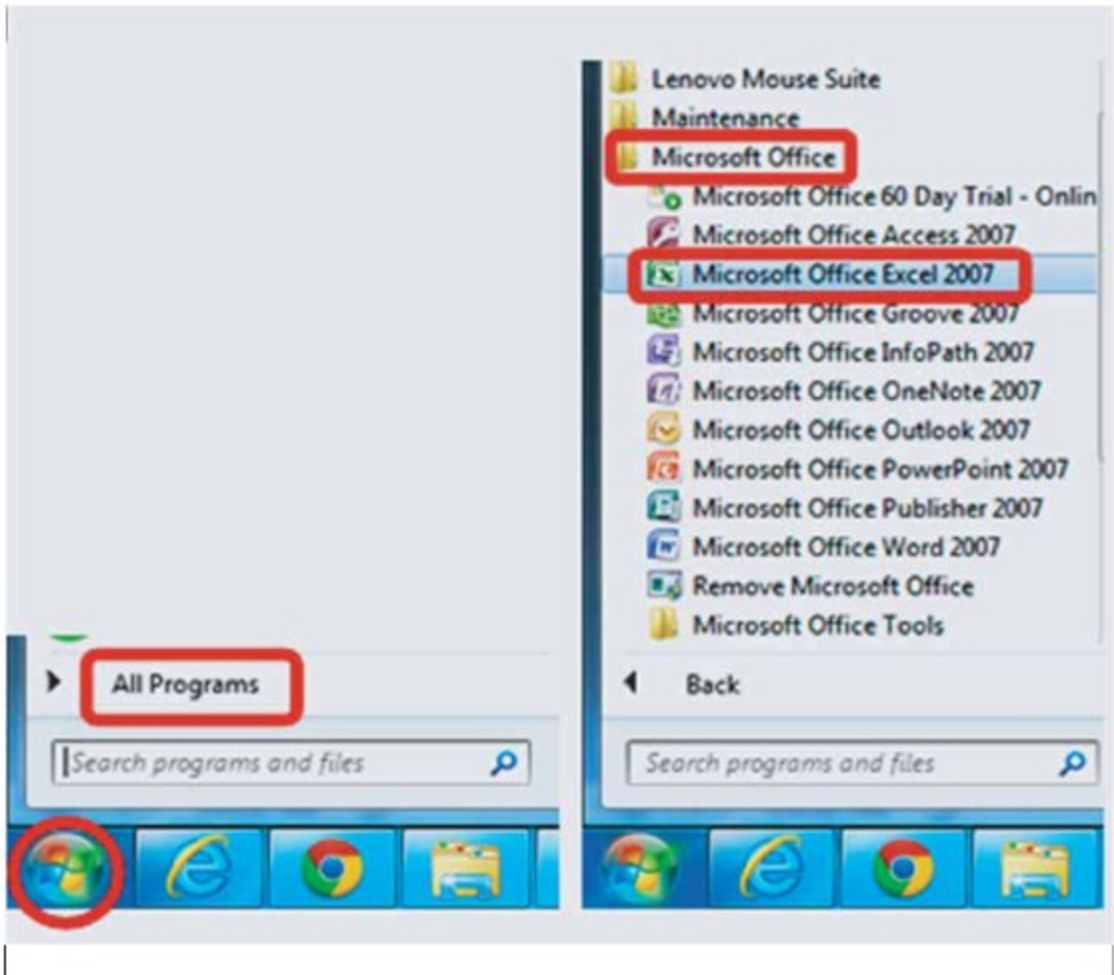 All Programs
Search programs and files
Lenovo Mouse Suite
Maintenance
Microsoft Office
Microsoft Office 60 Day Trial - Onlin
Microsoft Office Access 2007
Microsoft Office Excel 2007
Microsoft Office Groove 2007
Microsoft Office InfoPath 2007
Microsoft Office OneNote 2007
Microsoft Office Outlook 2007
Microsoft Office PowerPoint 2007
Microsoft Office Publisher 2007
Microsoft Office Word 2007
Remove Microsoft Office
Microsoft Office Tools
Back
Search programs and files